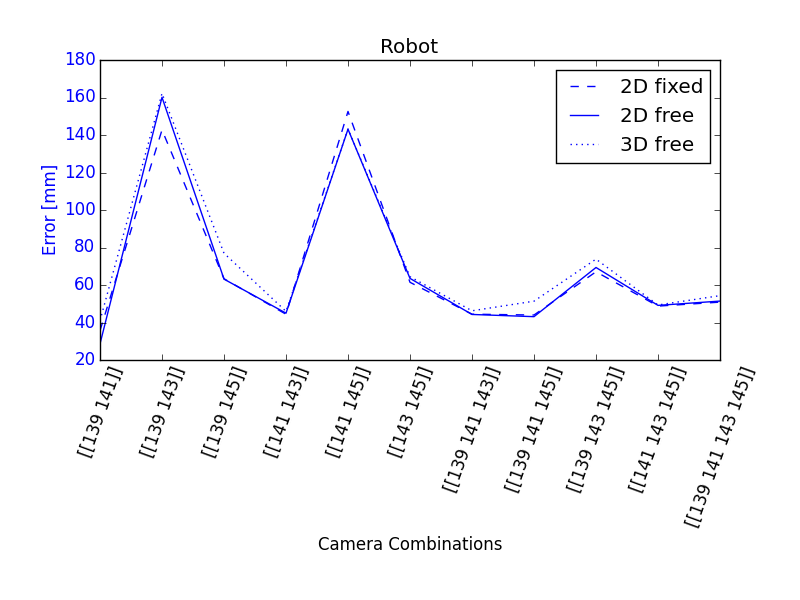 Robot
180
160
140
120
100
80
60
40
20
Error [mm]
2D fixed
2D free
3D free
[[139 141]]
[[139 143]]
[[139 145]]
[[141 143]]
[[141 145]]
[[143 145]]
[[139 141 143]]
[[139 141 145]]
[[139 143 145]]
[[141 143 145]]
[[139 141 143 145]]
Camera Combinations